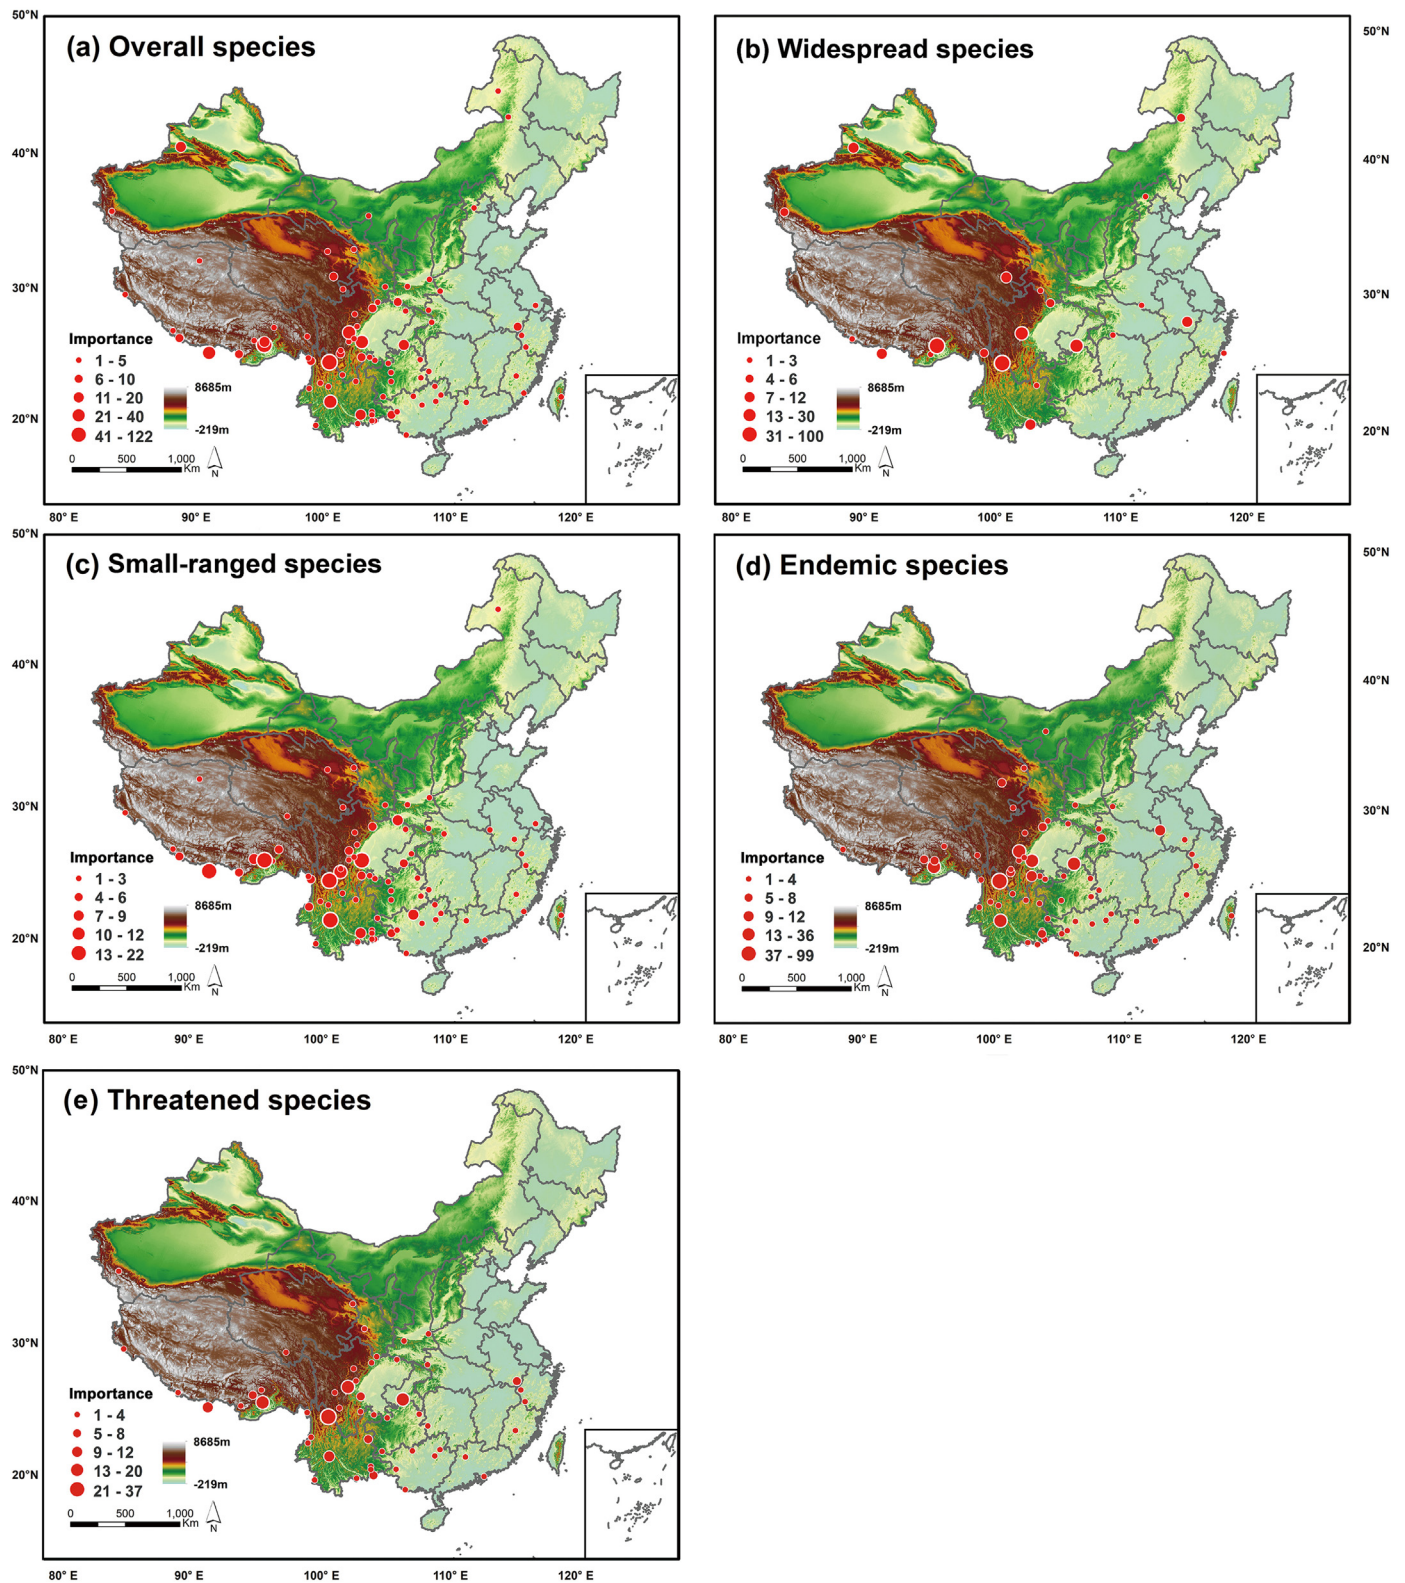 50°N
40°N
30°N
20°N
(a) Overall species
Importance
1 - 5
6 - 10
11 - 20
21 - 40
41 - 122
8685m
-219m
0 500 1,000
Km
N
80° E 90° E 100° E 110° E 120° E
(b) Widespread species
50°N
40°N
30°N
20°N
Importance
1 - 3
4 - 6
7 - 12
13 - 30
31 - 100
8685m
-219m
0 500 1,000
Km
N
80° E 90° E 100° E 110° E 120° E
50°N
40°N
30°N
20°N
(c) Small-ranged species
Importance
1 - 3
4 - 6
7 - 9
10 - 12
13 - 22
8685m
-219m
0 500 1,000
Km
N
80° E 90° E 100° E 110° E 120° E
(d) Endemic species
50°N
40°N
30°N
20°N
Importance
1 - 4
5 - 8
9 - 12
13 - 36
37 - 99
8685m
-219m
0 500 1,000
Km
N
80° E 90° E 100° E 110° E 120° E
50°N
40°N
30°N
20°N
(e) Threatened species
Importance
1 - 4
5 - 8
9 - 12
13 - 20
21 - 37
8685m
-219m
0 500 1,000
Km
N
80° E 90° E 100° E 110° E 120° E